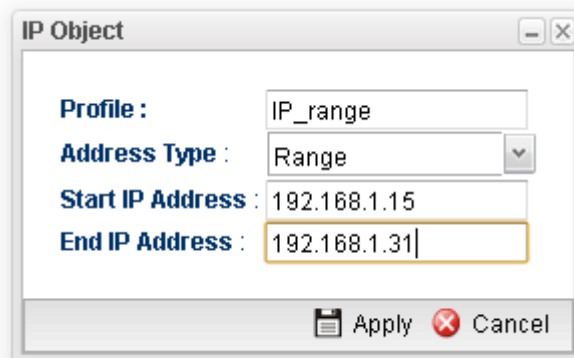 IP Object
Profile : IP_range
Address Type : Range
Start IP Address : 192.168.1.15
End IP Address : 192.168.1.31
Apply Cancel